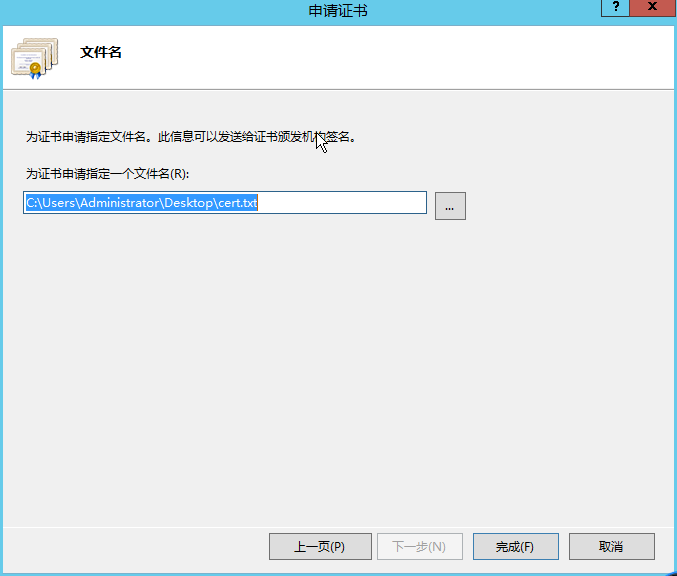 申请证书
?
x
文件名
为证书申请指定文件名。此信息可以发送给证书颁发机构签名。
为证书申请指定一个文件名(R):
C:\Users\Administrator\Desktop\cert.txt
...
上一页(P)
下一步(N)
完成(F)
取消